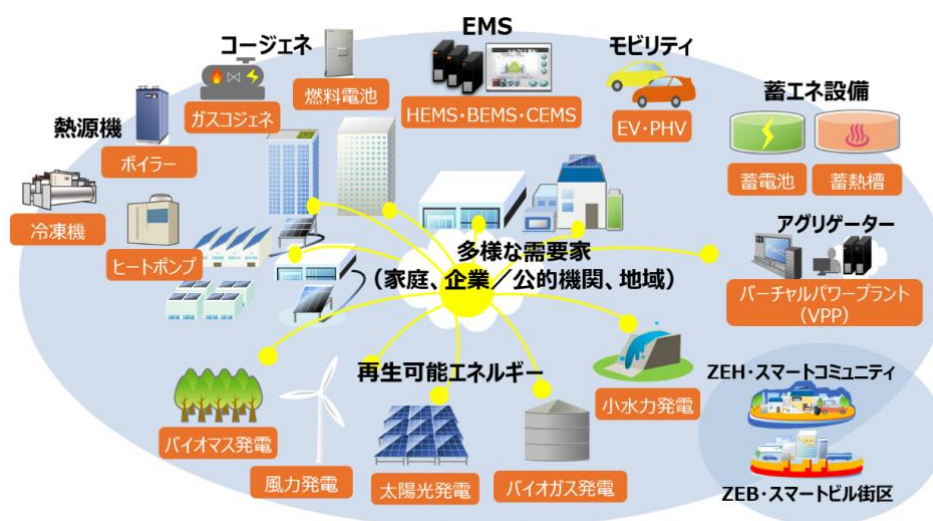 EMS
コージェネ
モビリティ
燃料電池
HEMS・BEMS・CEMS
ガスコジェネ
EV・PHV
蓄エネ設備
熱源機
ボイラー
蓄電池
蓄熱槽
冷凍機
ヒートポンプ
アグリゲーター
多様な需要家
（家庭、企業／公的機関、地域）
バーチャルパワープラント
（VPP）
再生可能エネルギー
ZEH・スマートコミュニティ
小水力発電
バイオマス発電
風力発電
太陽光発電
バイオガス発電
ZEB・スマートビル街区